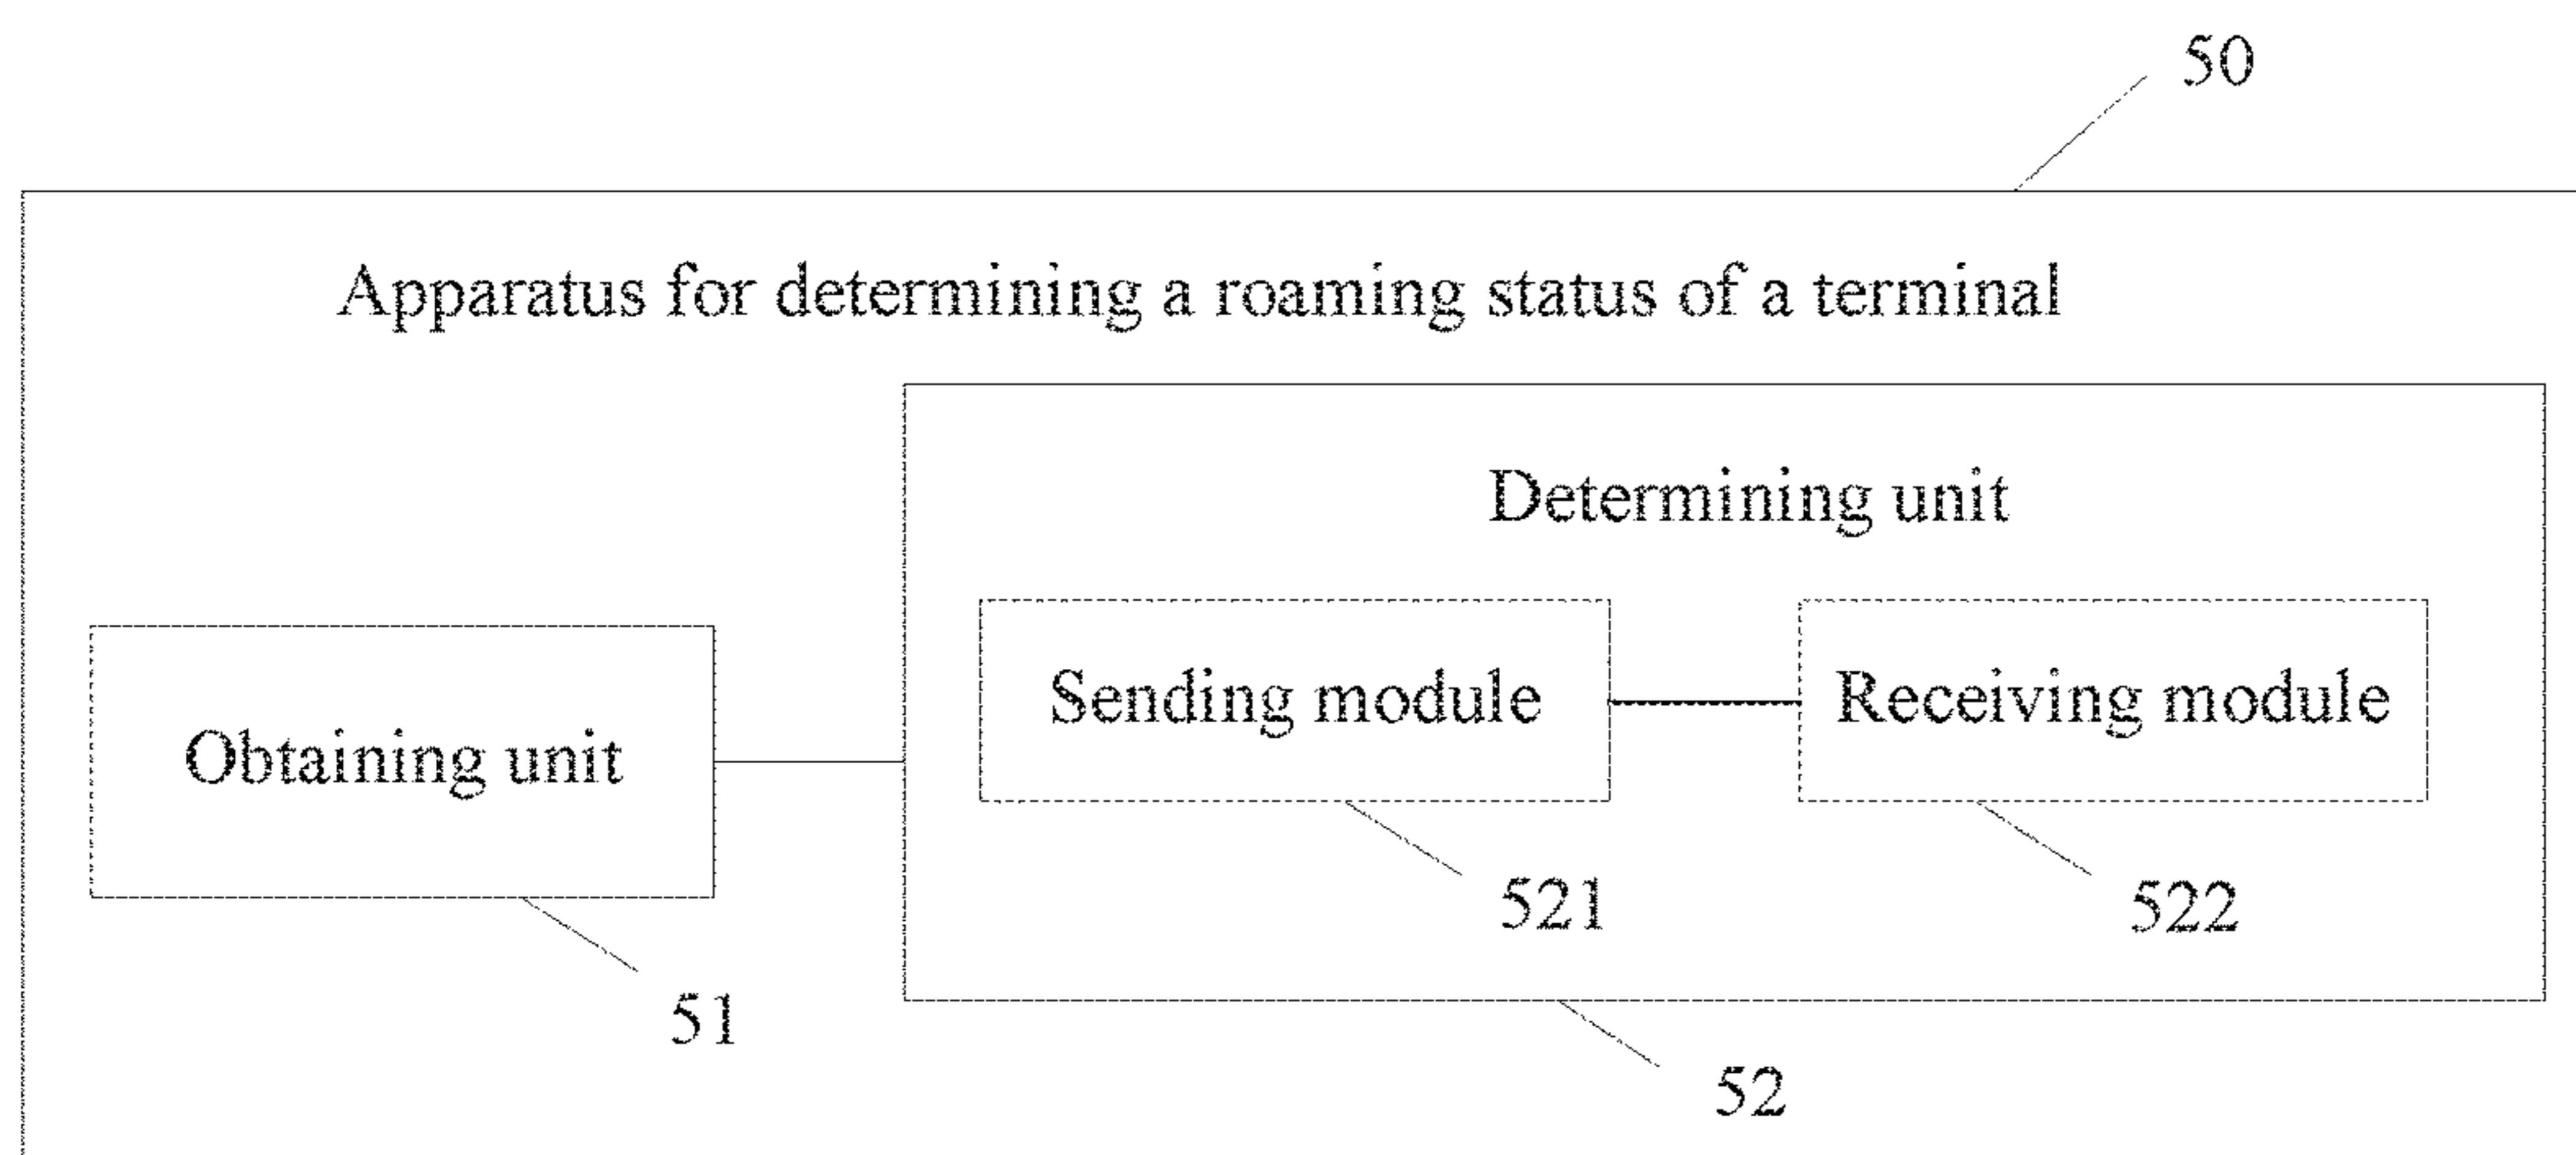 50
Apparatus for determining a roaming status of a terminal
Determining unit
Sending module
Receiving module
Obtaining unit
521
522
51
52